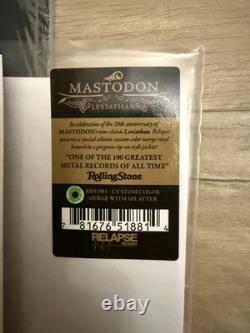 MASTODON
LEVIATHAN
In celebration of the 20th anniversary of
MASTODON's now-classic Leviathan, Relapse
presents a special edition custom color merge vinyl
housed in a gorgeous tip-on style jacket!
"ONE OF THE 100 GREATEST
METAL RECORDS OF ALL TIME"
RollingStone
CUSTOM COLOR
MERGE WITH SPLATTER
7 81676 51881 4
RELAPSE